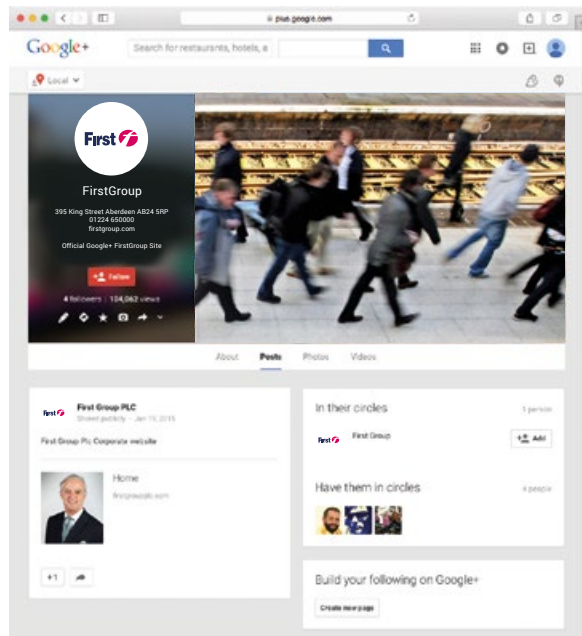 plus.google.com
Google+
Search for restaurants, hotels, a
Local
First
FirstGroup
395 King Street Aberdeen AB24 5RP
01224 650000
firstgroup.com
Official Google+ FirstGroup Site
Follow
4 followers | 104,062 views
About Posts Photos Videos
First
First Group PLC
Shared publicly - Jan 19, 2015
First Group Plc Corporate website
Home
firstgroupplc.com
+1
In their circles 1 person
First
First Group
Add
Have them in circles 4 people
Build your following on Google+
Create new page